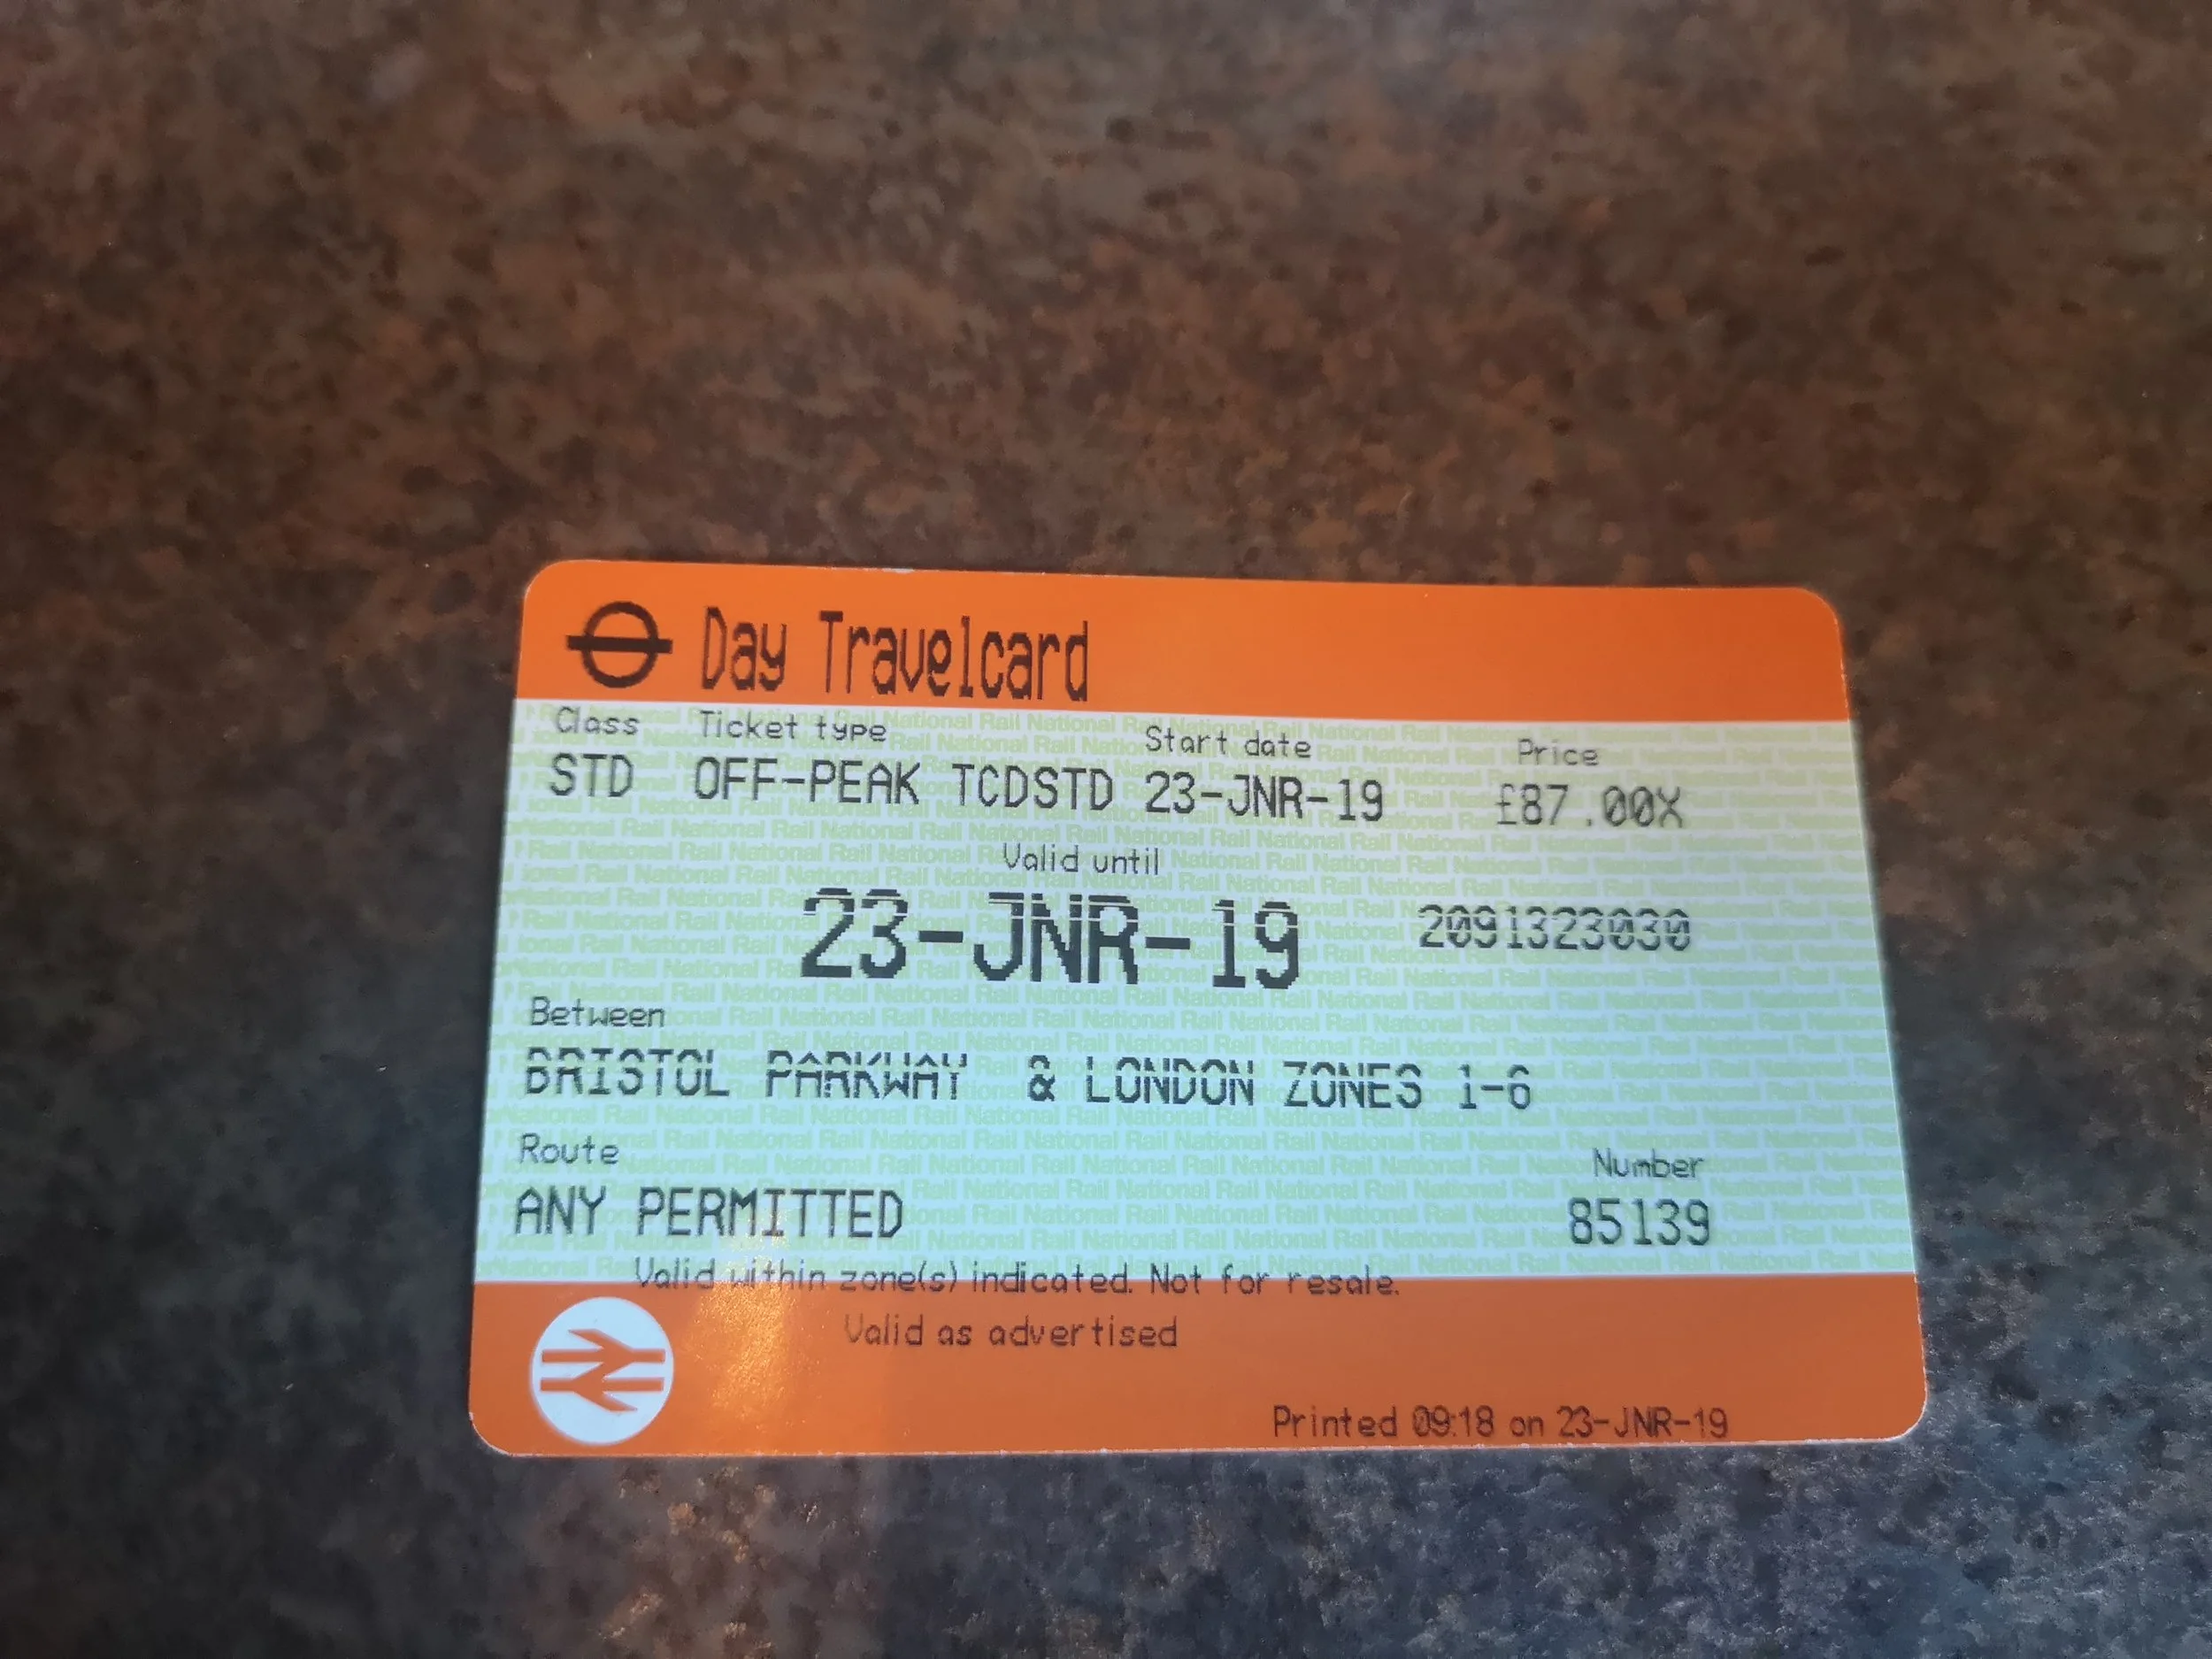 Day Travelcard
Class Ticket type Start date Price
STD OFF-PEAK TCDSTD 23-JNR-19 £87.00X
Valid until
23-JNR-19 2091323030
Between
BRISTOL PARKWAY & LONDON ZONES 1-6
Route Number
ANY PERMITTED 85139
Valid within zone(s) indicated. Not for resale.
Valid as advertised
Printed 09:18 on 23-JNR-19